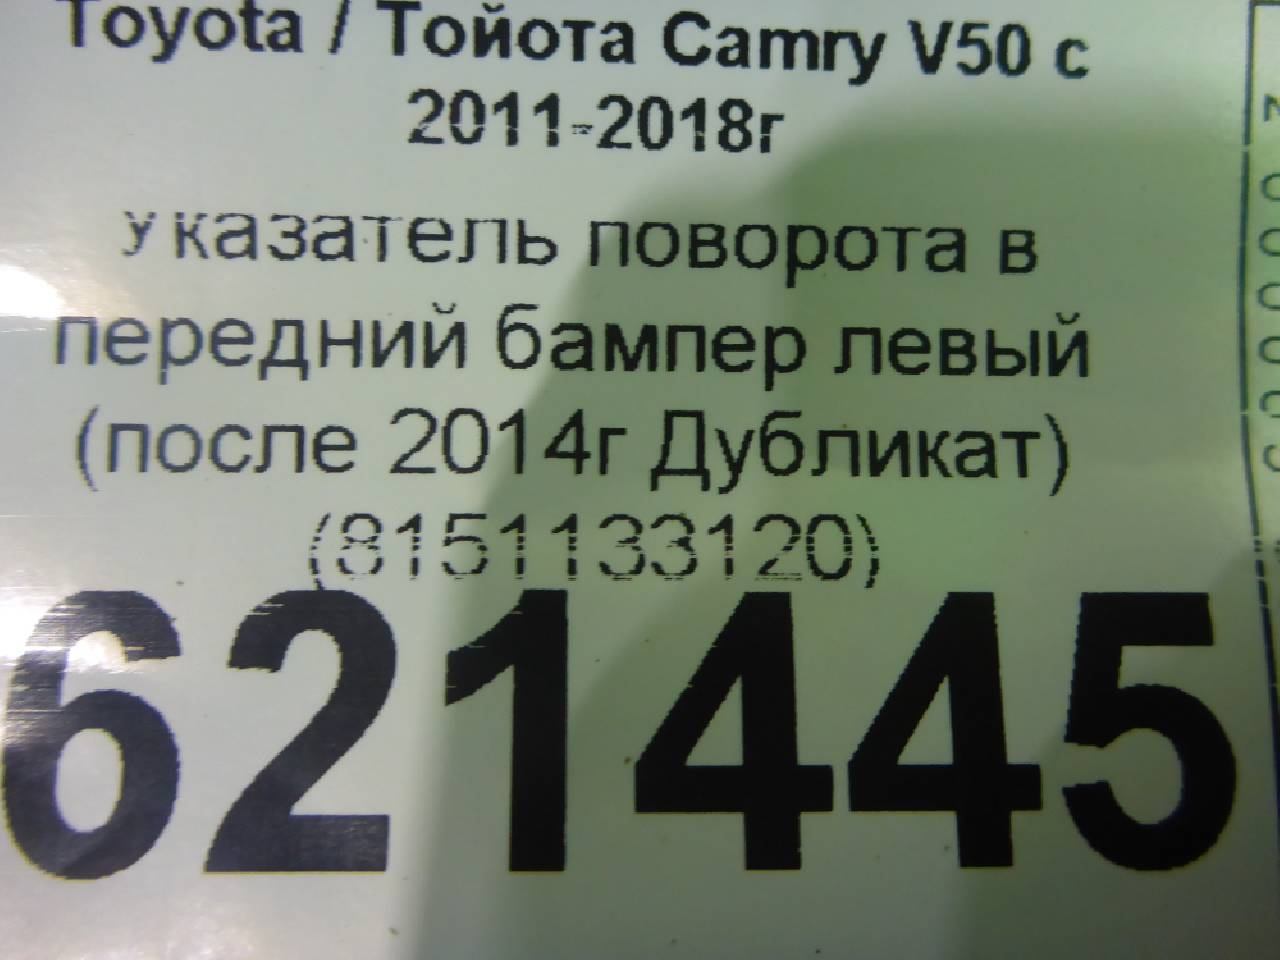 Toyota / Тойота Camry V50 с
2011-2018г
указатель поворота в
передний бампер левый
(после 2014г Дубликат)
(8151133120)
621445